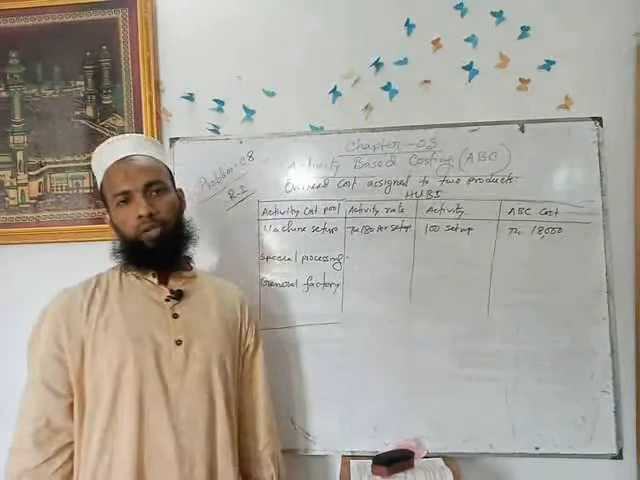 Chapter-03
Problem-08
Activity Based Costing (ABC)
R-2
Overhead Cost assigned to two products.
HUBS
Activity Cost pool Activity rate Activity ABC Cost
Machine setup Tk 180 Per setup 100 setup Tk. 18,000
Special processing.
General factory